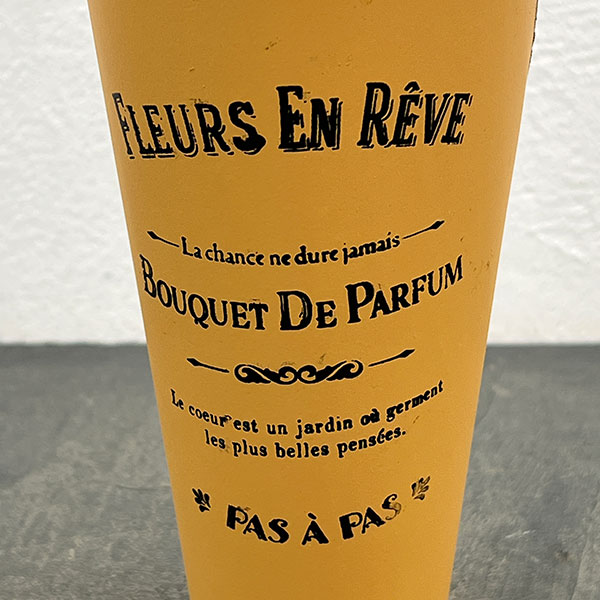 FLEURS EN RÊVE
La chance ne dure jamais
BOUQUET DE PARFUM
Le coeur est un jardin où germent
les plus belles pensées.
PAS À PAS